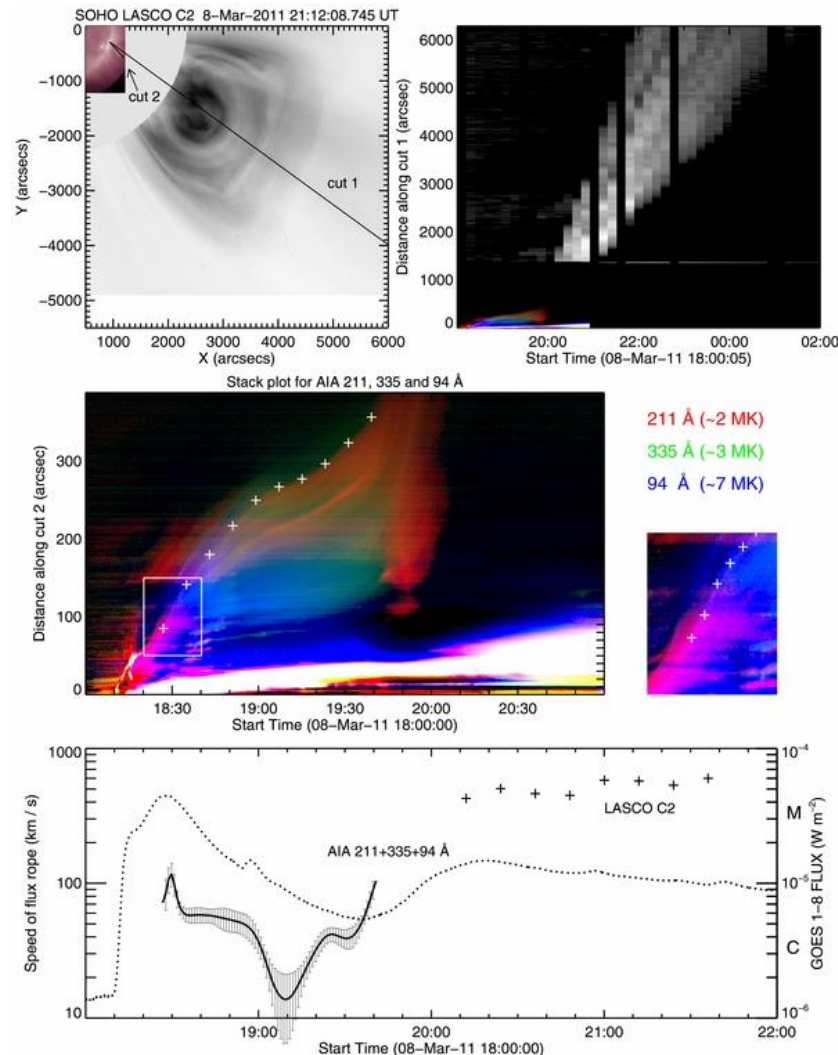 SOHO LASCO C2 8-Mar-2011 21:12:08.745 UT
0
-1000
-2000
-3000
-4000
-5000
Y (arcsecs)
cut 2
cut 1
1000 2000 3000 4000 5000 6000
X (arcsecs)
6000
5000
4000
3000
2000
1000
0
Distance along cut 1 (arcsec)
20:00 22:00 00:00 02:00
Start Time (08-Mar-11 18:00:05)
Stack plot for AIA 211, 335 and 94 Å
300
200
100
0
Distance along cut 2 (arcsec)
18:30 19:00 19:30 20:00 20:30
Start Time (08-Mar-11 18:00:00)
211 Å (~2 MK)
335 Å (~3 MK)
94 Å (~7 MK)
1000
100
10
Speed of flux rope (km / s)
AIA 211+335+94 Å
LASCO C2
10⁻⁴
M
10⁻⁵
C
10⁻⁶
GOES 1-8 FLUX (W m⁻²)
19:00 20:00 21:00 22:00
Start Time (08-Mar-11 18:00:00)